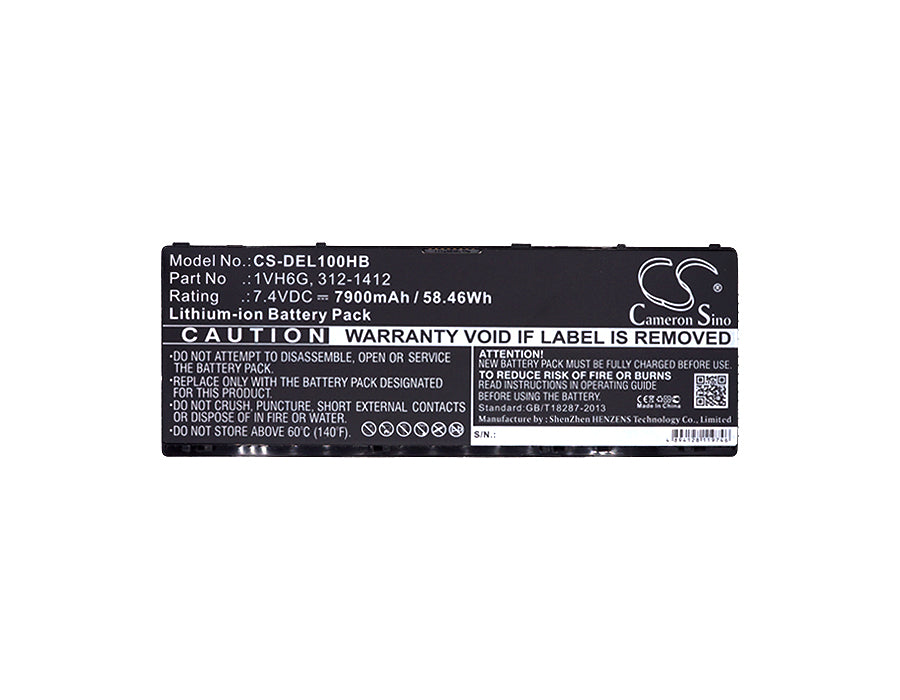 Model No.:CS-DEL100HB
Part No .:1VH6G, 312-1412
Rating .:7.4VDC ⎓ 7900mAh / 58.46Wh
Lithium-ion Battery Pack
CS
®
Cameron Sino
CAUTION WARRANTY VOID IF LABEL IS REMOVED
•DO NOT ATTEMPT TO DISASSEMBLE, OPEN OR SERVICE
THE BATTERY PACK.
•REPLACE ONLY WITH THE BATTERY PACK DESIGNATED
FOR THIS PRODUCT.
•DO NOT CRUSH, PUNCTURE, SHORT EXTERNAL CONTACTS
OR DISPOSE OF IN FIRE OR WATER.
•DO NOT STORE ABOVE 60℃ (140℉).
ATTENTION!
NEW BATTERY PACK MUST BE FULLY CHARGED BEFORE USE.
TO REDUCE RISK OF FIRE OR BURNS
READ INSTRUCTIONS IN OPERATING GUIDE
BEFORE USING THE BATTERY.
Standard:GB/T18287-2013
Made In China
Manufacture by : ShenZhen HENZENS Technology Co., Limited
S/N.:
4894128119746